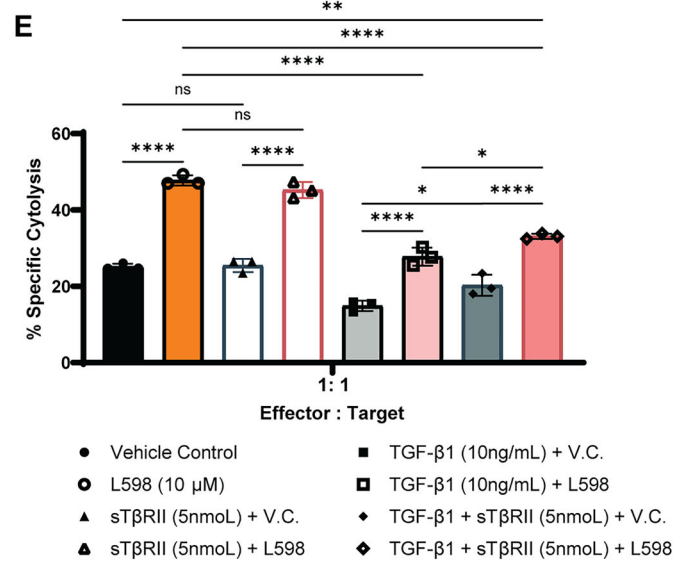 E
**
****
****
ns
ns
****
****
*
*
****
****
60
40
20
0
% Specific Cytolysis
1: 1
Effector : Target
Vehicle Control
L598 (10 μM)
sTβRII (5nmoL) + V.C.
sTβRII (5nmoL) + L598
TGF-β1 (10ng/mL) + V.C.
TGF-β1 (10ng/mL) + L598
TGF-β1 + sTβRII (5nmoL) + V.C.
TGF-β1 + sTβRII (5nmoL) + L598